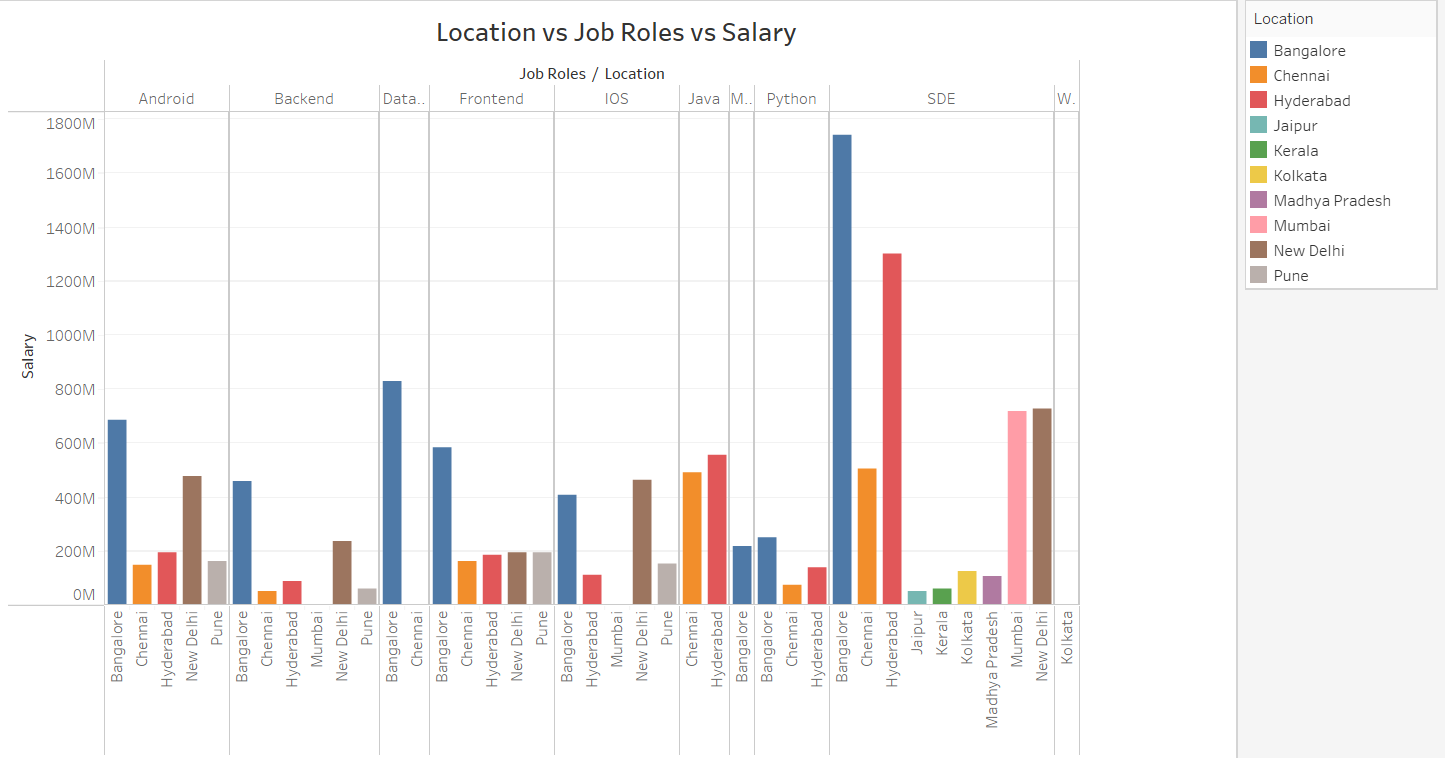 Location vs Job Roles vs Salary
Job Roles / Location
Android Backend Data.. Frontend IOS Java M.. Python SDE W.
1800M
1600M
1400M
1200M
1000M
800M
600M
400M
200M
0M
Salary
Bangalore Chennai Hyderabad New Delhi Pune Bangalore Chennai Hyderabad Mumbai New Delhi Pune Bangalore Chennai Bangalore Chennai Hyderabad New Delhi Pune Bangalore Hyderabad Mumbai New Delhi Pune Chennai Hyderabad Bangalore Bangalore Chennai Hyderabad Bangalore Chennai Hyderabad Jaipur Kerala Kolkata Madhya Pradesh Mumbai New Delhi Kolkata
Location
Bangalore
Chennai
Hyderabad
Jaipur
Kerala
Kolkata
Madhya Pradesh
Mumbai
New Delhi
Pune